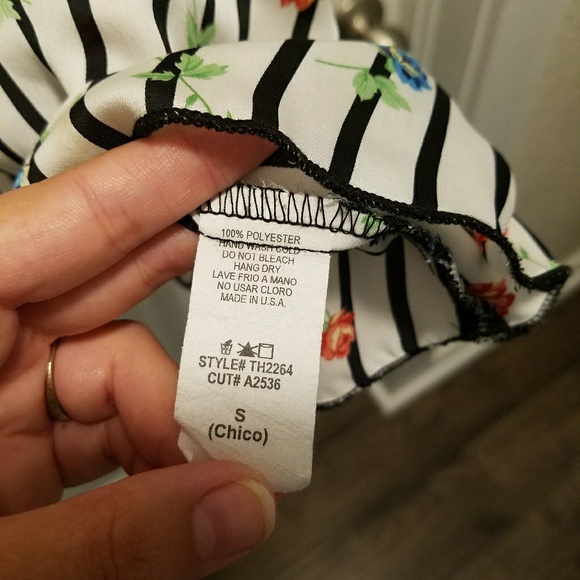 100% POLYESTER
HAND WASH COLD
DO NOT BLEACH
HANG DRY
LAVE FRIO A MANO
NO USAR CLORO
MADE IN U.S.A.
STYLE# TH2264
CUT# A2536
S
(Chico)